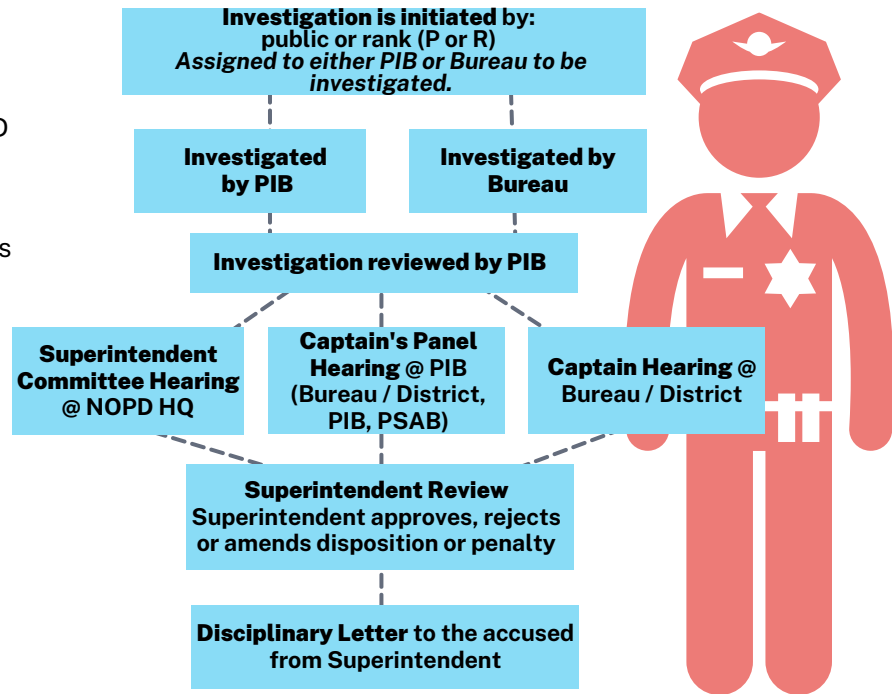 Investigation is initiated by:
public or rank (P or R)
Assigned to either PIB or Bureau to be
investigated.
Investigated
by PIB
Investigated by
Bureau
Investigation reviewed by PIB
Superintendent
Committee Hearing
@ NOPD HQ
Captain's Panel
Hearing @ PIB
(Bureau / District,
PIB, PSAB)
Captain Hearing @
Bureau / District
Superintendent Review
Superintendent approves, rejects
or amends disposition or penalty
Disciplinary Letter to the accused
from Superintendent